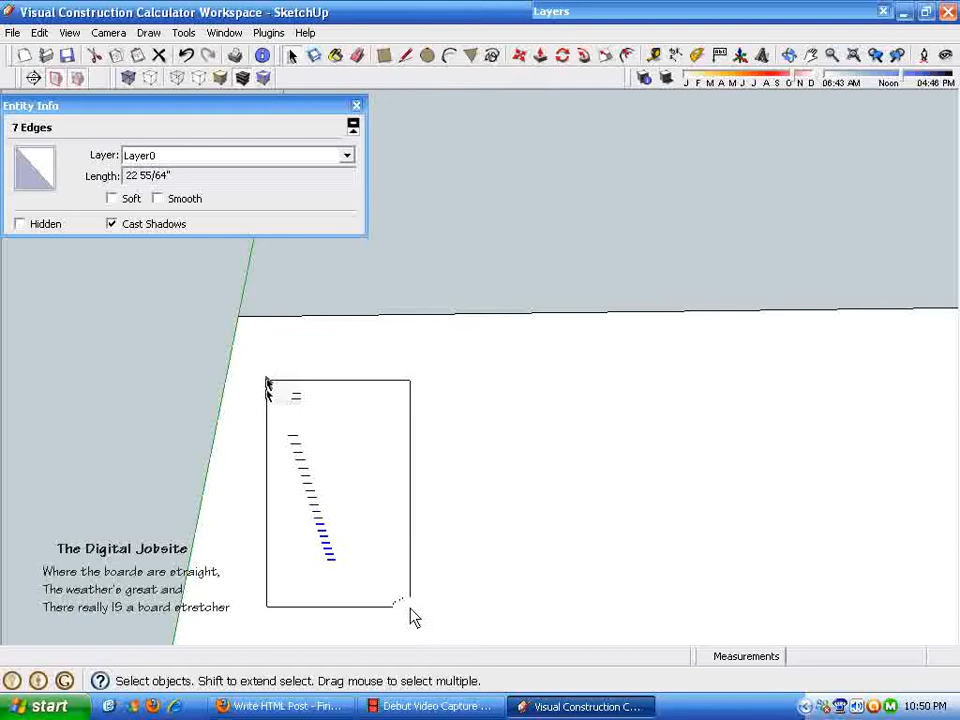 Visual Construction Calculator Workspace - SketchUp
Layers
File Edit View Camera Draw Tools Window Plugins Help
J F M A M J J A S O N D 06:43 AM Noon 04:46 PM
Entity Info
7 Edges
Layer: Layer0
Length: 22 55/64"
Soft Smooth
Hidden Cast Shadows
The Digital Jobsite
Where the boards are straight,
The weather's great and
There really IS a board stretcher
Measurements
Select objects. Shift to extend select. Drag mouse to select multiple.
start
Write HTML Post - Fir...
Debut Video Capture ...
Visual Construction C...
10:50 PM